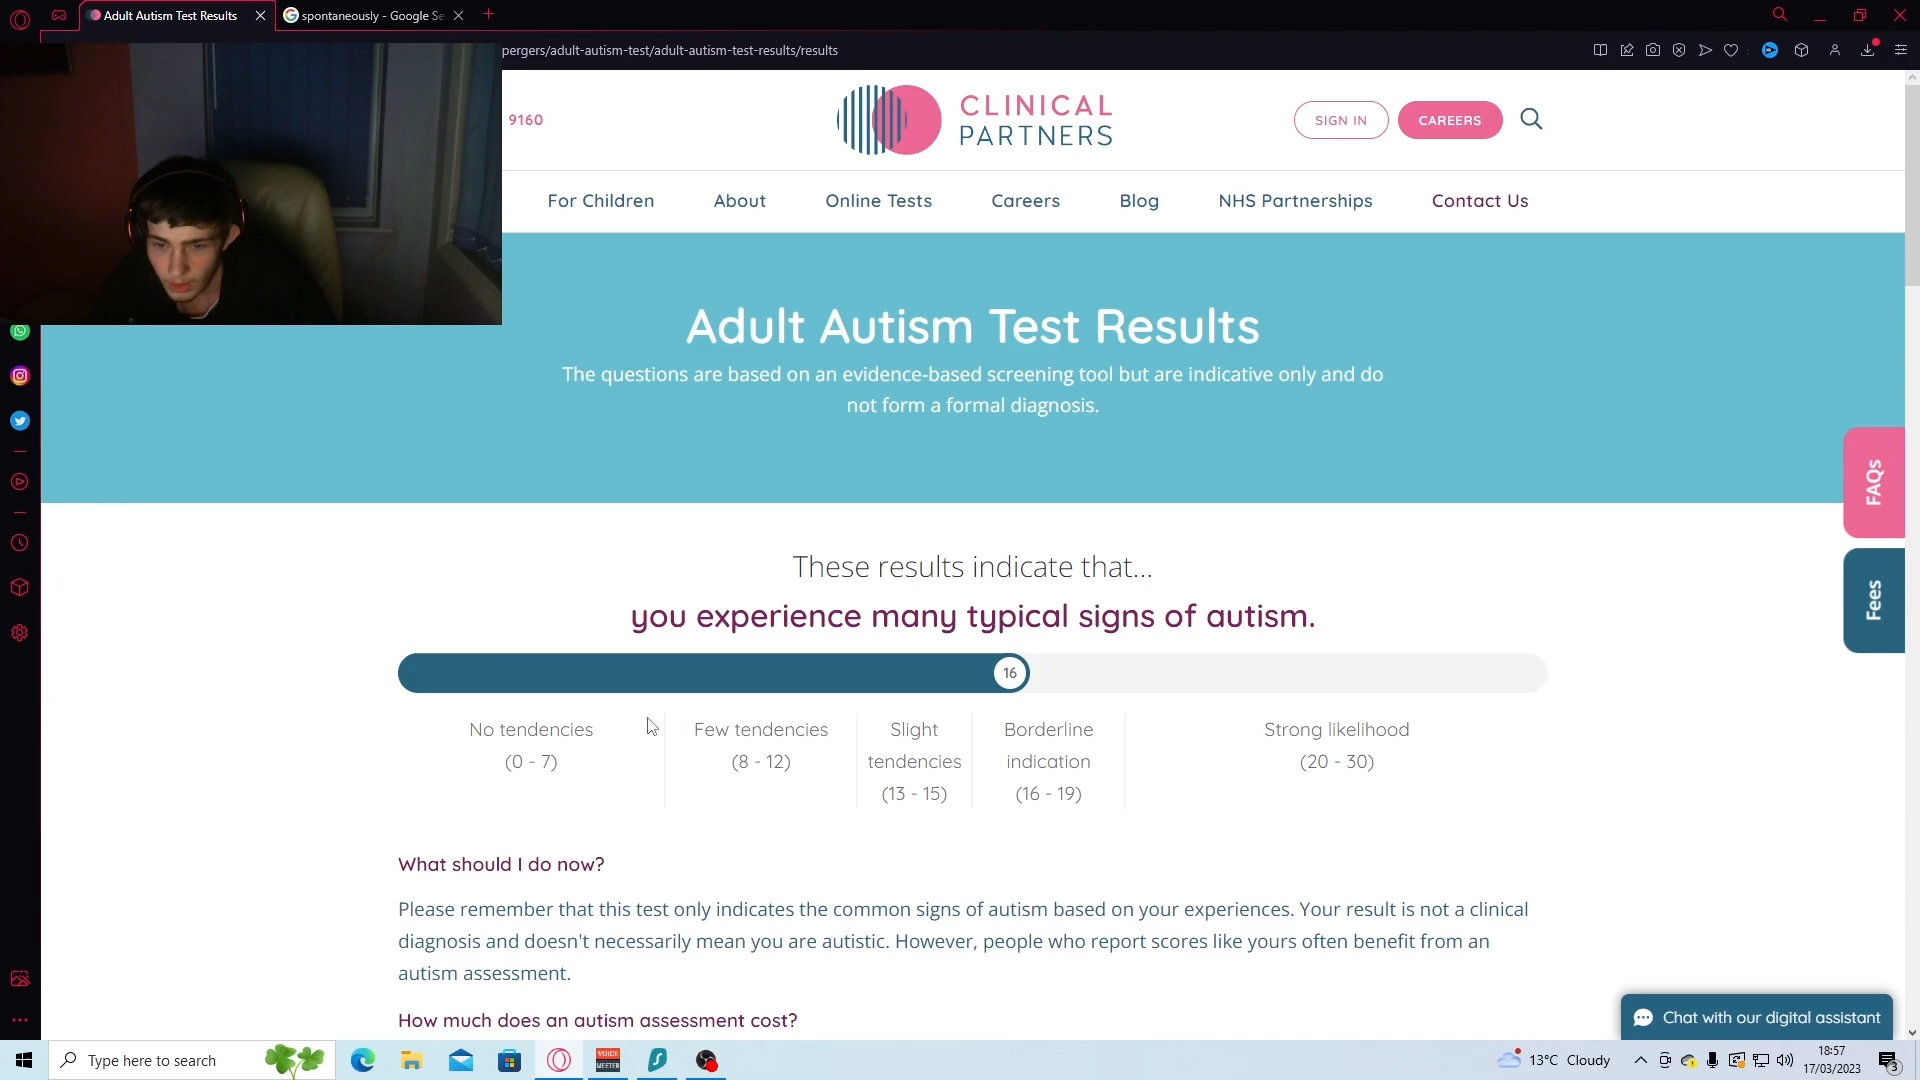 Adult Autism Test Results
spontaneously - Google Se
pergers/adult-autism-test/adult-autism-test-results/results
9160
CLINICAL
PARTNERS
SIGN IN
CAREERS
For Children
About
Online Tests
Careers
Blog
NHS Partnerships
Contact Us
Adult Autism Test Results
The questions are based on an evidence-based screening tool but are indicative only and do
not form a formal diagnosis.
FAQs
Fees
These results indicate that...
you experience many typical signs of autism.
16
No tendencies
(0 - 7)
Few tendencies
(8 - 12)
Slight
tendencies
(13 - 15)
Borderline
indication
(16 - 19)
Strong likelihood
(20 - 30)
What should I do now?
Please remember that this test only indicates the common signs of autism based on your experiences. Your result is not a clinical
diagnosis and doesn't necessarily mean you are autistic. However, people who report scores like yours often benefit from an
autism assessment.
How much does an autism assessment cost?
Chat with our digital assistant
Type here to search
VOICE
MEETER
13°C Cloudy
18:57
17/03/2023
3